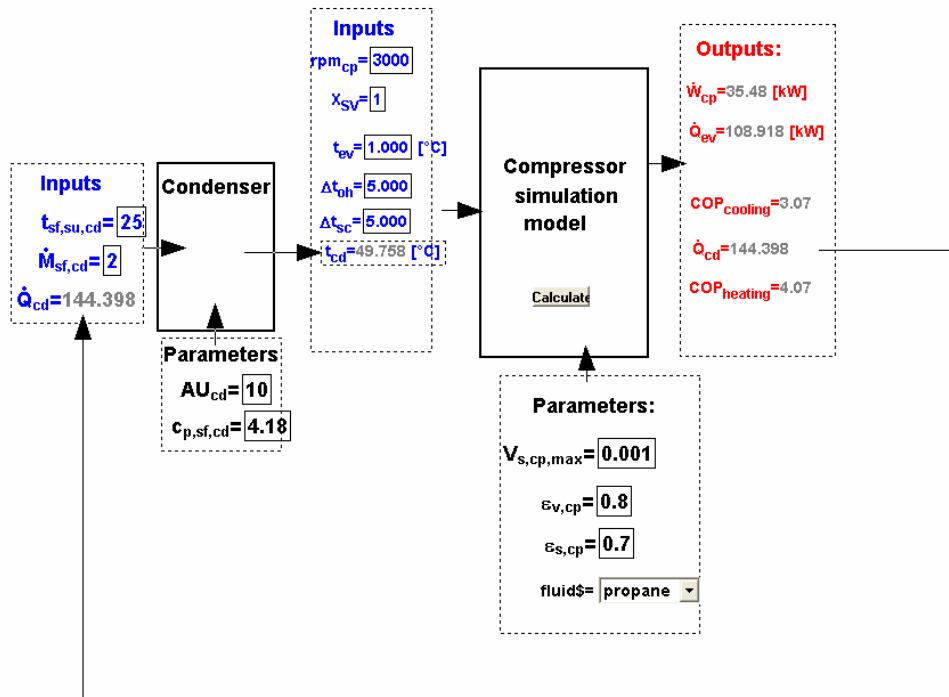 Inputs
t_sf,su,cd= 25
Ṁ_sf,cd= 2
Q̇_cd=144.398
Condenser
Parameters
AU_cd= 10
c_p,sf,cd= 4.18
Inputs
rpm_cp= 3000
X_SV= 1
t_ev= 1.000 [°C]
Δt_oh= 5.000
Δt_sc= 5.000
t_cd=49.758 [°C]
Compressor
simulation
model
Calculate
Parameters:
V_s,cp,max= 0.001
ε_v,cp= 0.8
ε_s,cp= 0.7
fluid$= propane
Outputs:
Ẇ_cp=35.48 [kW]
Q̇_ev=108.918 [kW]
COP_cooling=3.07
Q̇_cd=144.398
COP_heating=4.07